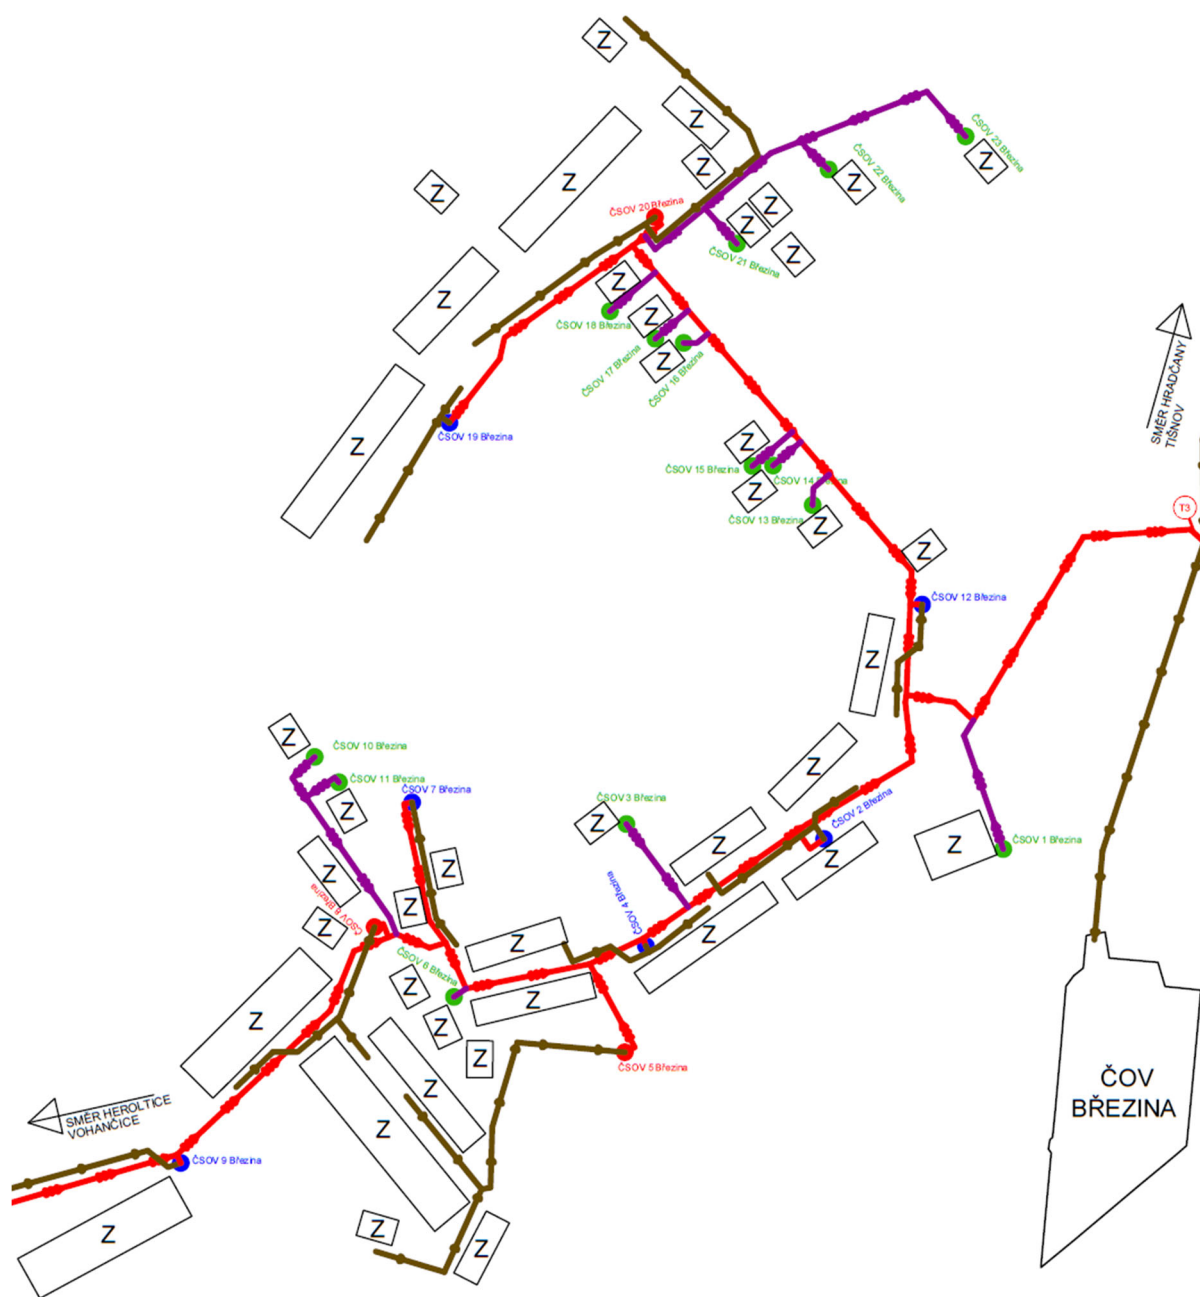 Z
Z
ČSOV 23 Březina
Z
Z
ČSOV 22 Březina
Z
Z
Z
Z
ČSOV 20 Březina
Z
Z
Z
ČSOV 21 Březina
Z
Z
ČSOV 18 Březina
Z
ČSOV 17 Březina
Z
ČSOV 16 Březina
SMĚR HRADČANY
TIŠNOV
Z
ČSOV 19 Březina
Z
ČSOV 15 Březina
ČSOV 14 Březina
Z
ČSOV 13 Březina
Z
T3
Z
ČSOV 12 Březina
Z
Z
ČSOV 10 Březina
ČSOV 11 Březina
Z
ČSOV 7 Březina
ČSOV 3 Březina
Z
Z
ČSOV 2 Březina
Z
Z
ČSOV 1 Březina
Z
Z
Z
Z
ČSOV 6 Březina
Z
ČSOV 4 Březina
Z
Z
ČSOV 8 Březina
Z
Z
Z
Z
Z
ČSOV 5 Březina
Z
Z
Z
SMĚR HEROLTICE
VOHANČICE
ČSOV 9 Březina
Z
Z
Z
ČOV
BŘEZINA